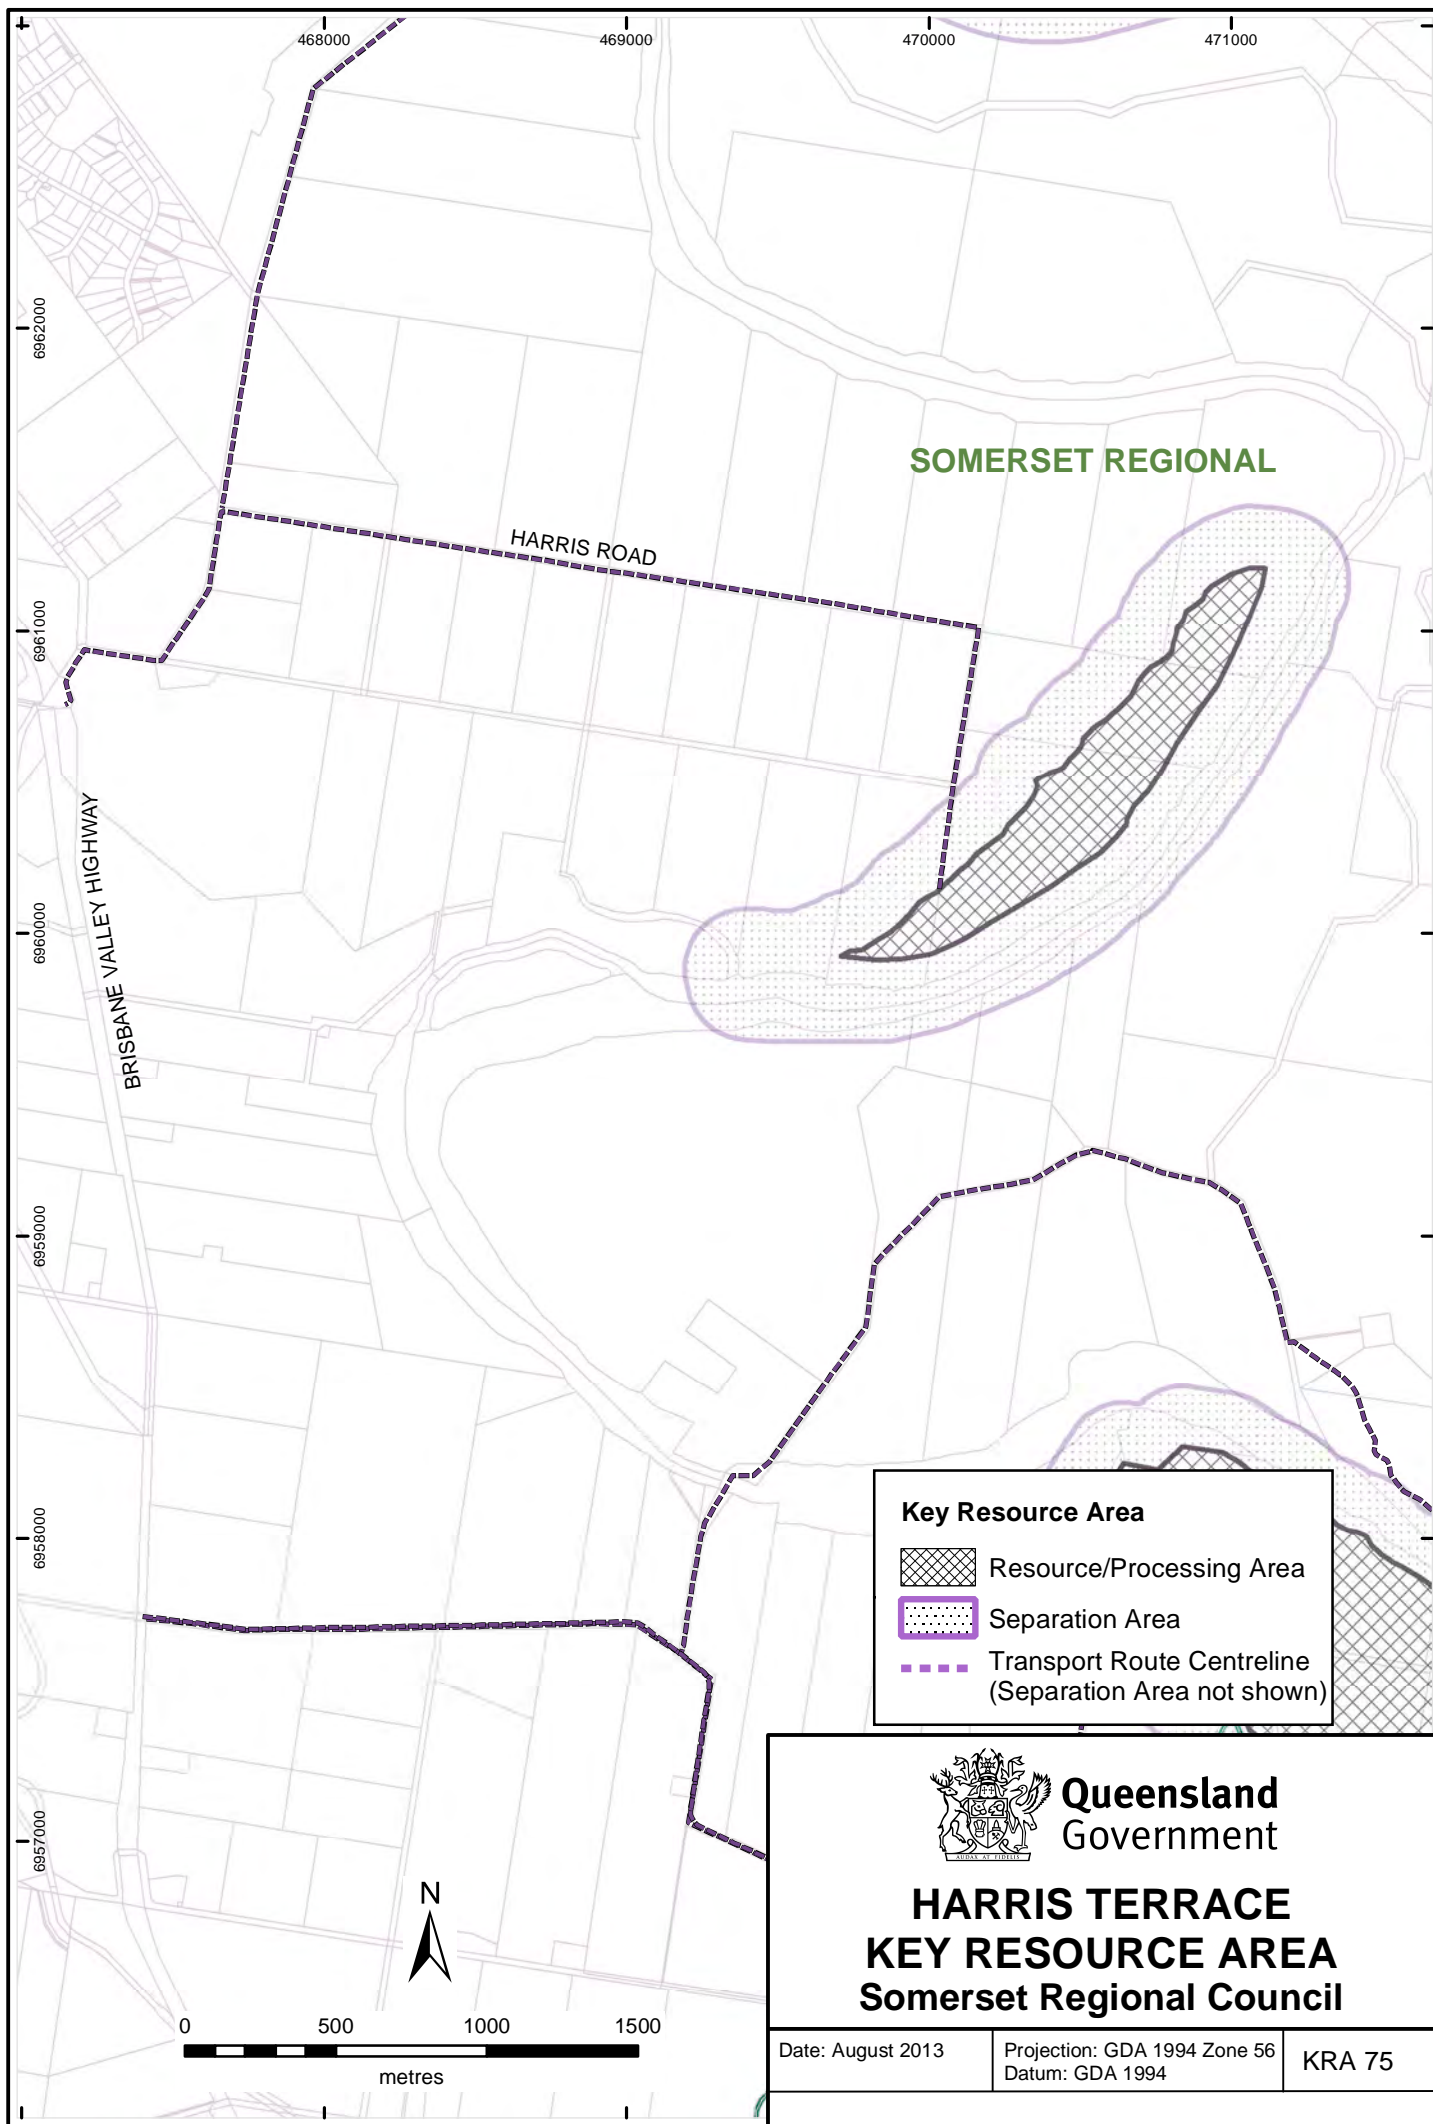 468000
469000
470000
471000
6962000
SOMERSET REGIONAL
HARRIS ROAD
6961000
BRISBANE VALLEY HIGHWAY
6960000
6959000
6958000
6957000
Key Resource Area
Resource/Processing Area
Separation Area
Transport Route Centreline
(Separation Area not shown)
AUDAX AT FIDELIS
Queensland
Government
HARRIS TERRACE
KEY RESOURCE AREA
Somerset Regional Council
Date: August 2013
Projection: GDA 1994 Zone 56
Datum: GDA 1994
KRA 75
N
0 500 1000 1500
metres